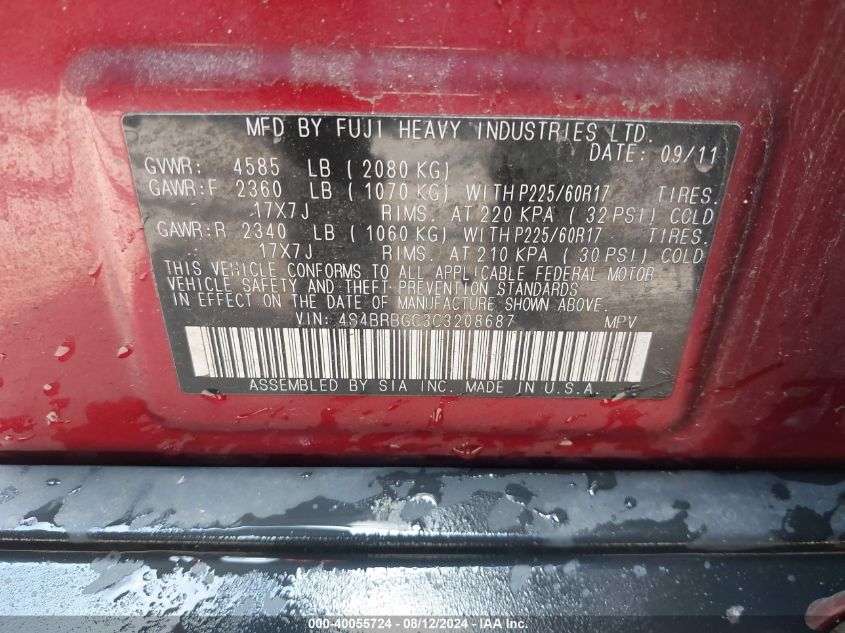 MFD BY FUJI HEAVY INDUSTRIES LTD.
DATE: 09/11
GVWR: 4585 LB ( 2080 KG)
GAWR:F 2360 LB ( 1070 KG) WITH P225/60R17 TIRES.
17X7J RIMS. AT 220 KPA ( 32 PSI) COLD
GAWR:R 2340 LB ( 1060 KG) WITH P225/60R17 TIRES.
17X7J RIMS. AT 210 KPA ( 30 PSI) COLD
THIS VEHICLE CONFORMS TO ALL APPLICABLE FEDERAL MOTOR
VEHICLE SAFETY AND THEFT PREVENTION STANDARDS
IN EFFECT ON THE DATE OF MANUFACTURE SHOWN ABOVE.
VIN: 4S4BRBGC3C3208687 MPV
ASSEMBLED BY SIA INC. MADE IN U.S.A.
000-40055724 - 08/12/2024 - IAA Services, Inc.